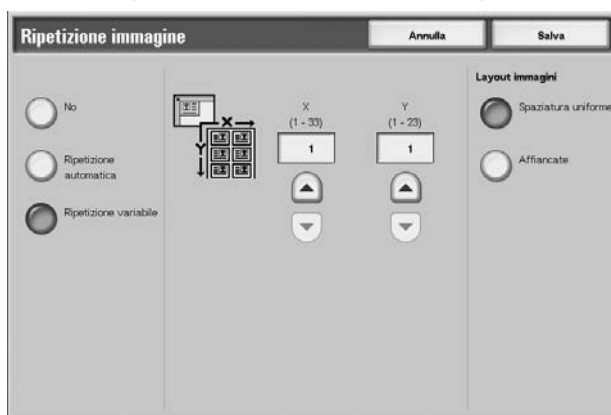 Ripetizione immagine
Annulla
Salva
No
Ripetizione
automatica
Ripetizione variabile
X
Y
X
(1 - 33)
1
Y
(1 - 23)
1
Layout immagini
Spaziatura uniforme
Affiancate